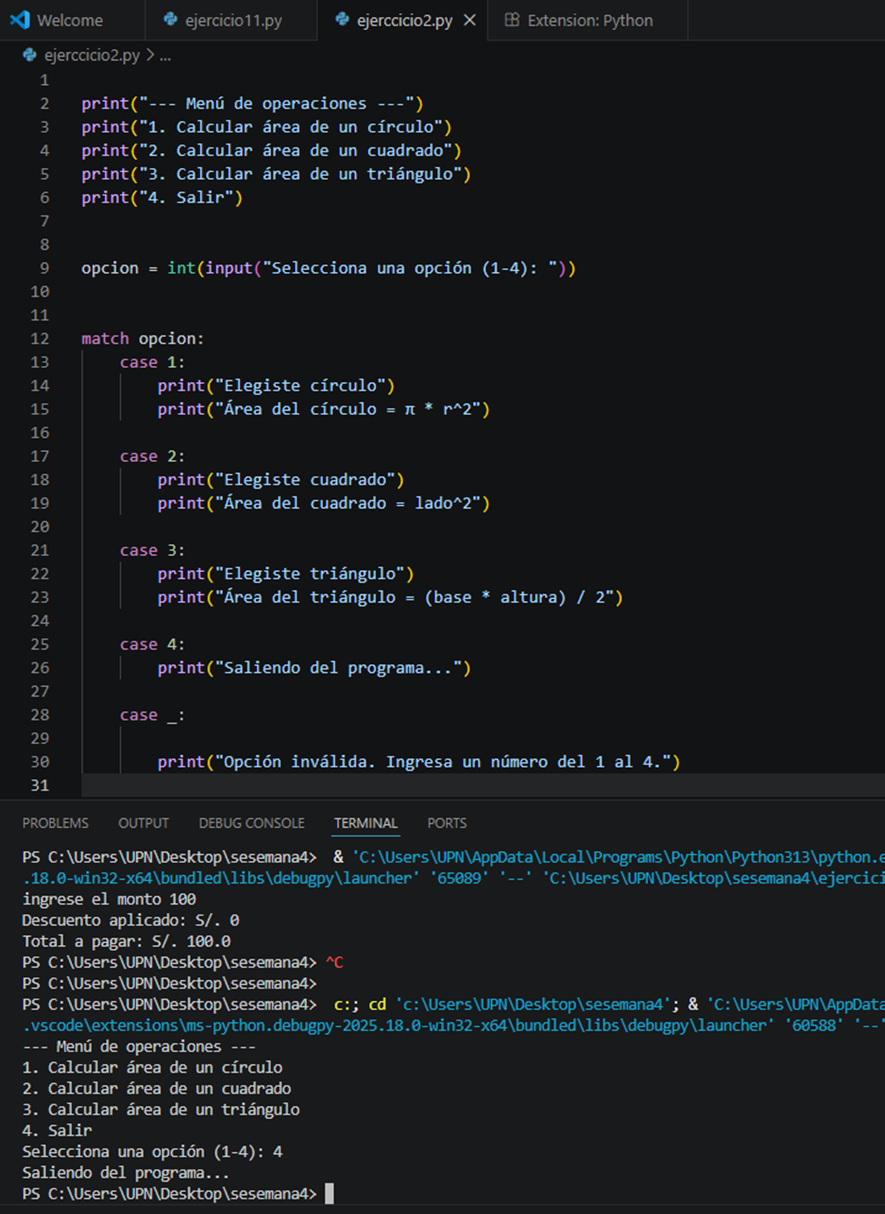 Welcome ejercicio11.py ejerccicio2.py Extension: Python
ejerccicio2.py > ...
1
2 print("--- Menú de operaciones ---")
3 print("1. Calcular área de un círculo")
4 print("2. Calcular área de un cuadrado")
5 print("3. Calcular área de un triángulo")
6 print("4. Salir")
7
8
9 opcion = int(input("Selecciona una opción (1-4): "))
10
11
12 match opcion:
13     case 1:
14         print("Elegiste círculo")
15         print("Área del círculo = π * r^2")
16
17     case 2:
18         print("Elegiste cuadrado")
19         print("Área del cuadrado = lado^2")
20
21     case 3:
22         print("Elegiste triángulo")
23         print("Área del triángulo = (base * altura) / 2")
24
25     case 4:
26         print("Saliendo del programa...")
27
28     case _:
29
30         print("Opción inválida. Ingresa un número del 1 al 4.")
31
PROBLEMS OUTPUT DEBUG CONSOLE TERMINAL PORTS
PS C:\Users\UPN\Desktop\sesemana4>  & 'C:\Users\UPN\AppData\Local\Programs\Python\Python313\python.e
.18.0-win32-x64\bundled\libs\debugpy\launcher' '65089' '--' 'C:\Users\UPN\Desktop\sesemana4\ejercici
ingrese el monto 100
Descuento aplicado: S/. 0
Total a pagar: S/. 100.0
PS C:\Users\UPN\Desktop\sesemana4> ^C
PS C:\Users\UPN\Desktop\sesemana4>
PS C:\Users\UPN\Desktop\sesemana4>  c:; cd 'c:\Users\UPN\Desktop\sesemana4'; & 'C:\Users\UPN\AppData
.vscode\extensions\ms-python.debugpy-2025.18.0-win32-x64\bundled\libs\debugpy\launcher' '60588' '--'
--- Menú de operaciones ---
1. Calcular área de un círculo
2. Calcular área de un cuadrado
3. Calcular área de un triángulo
4. Salir
Selecciona una opción (1-4): 4
Saliendo del programa...
PS C:\Users\UPN\Desktop\sesemana4>